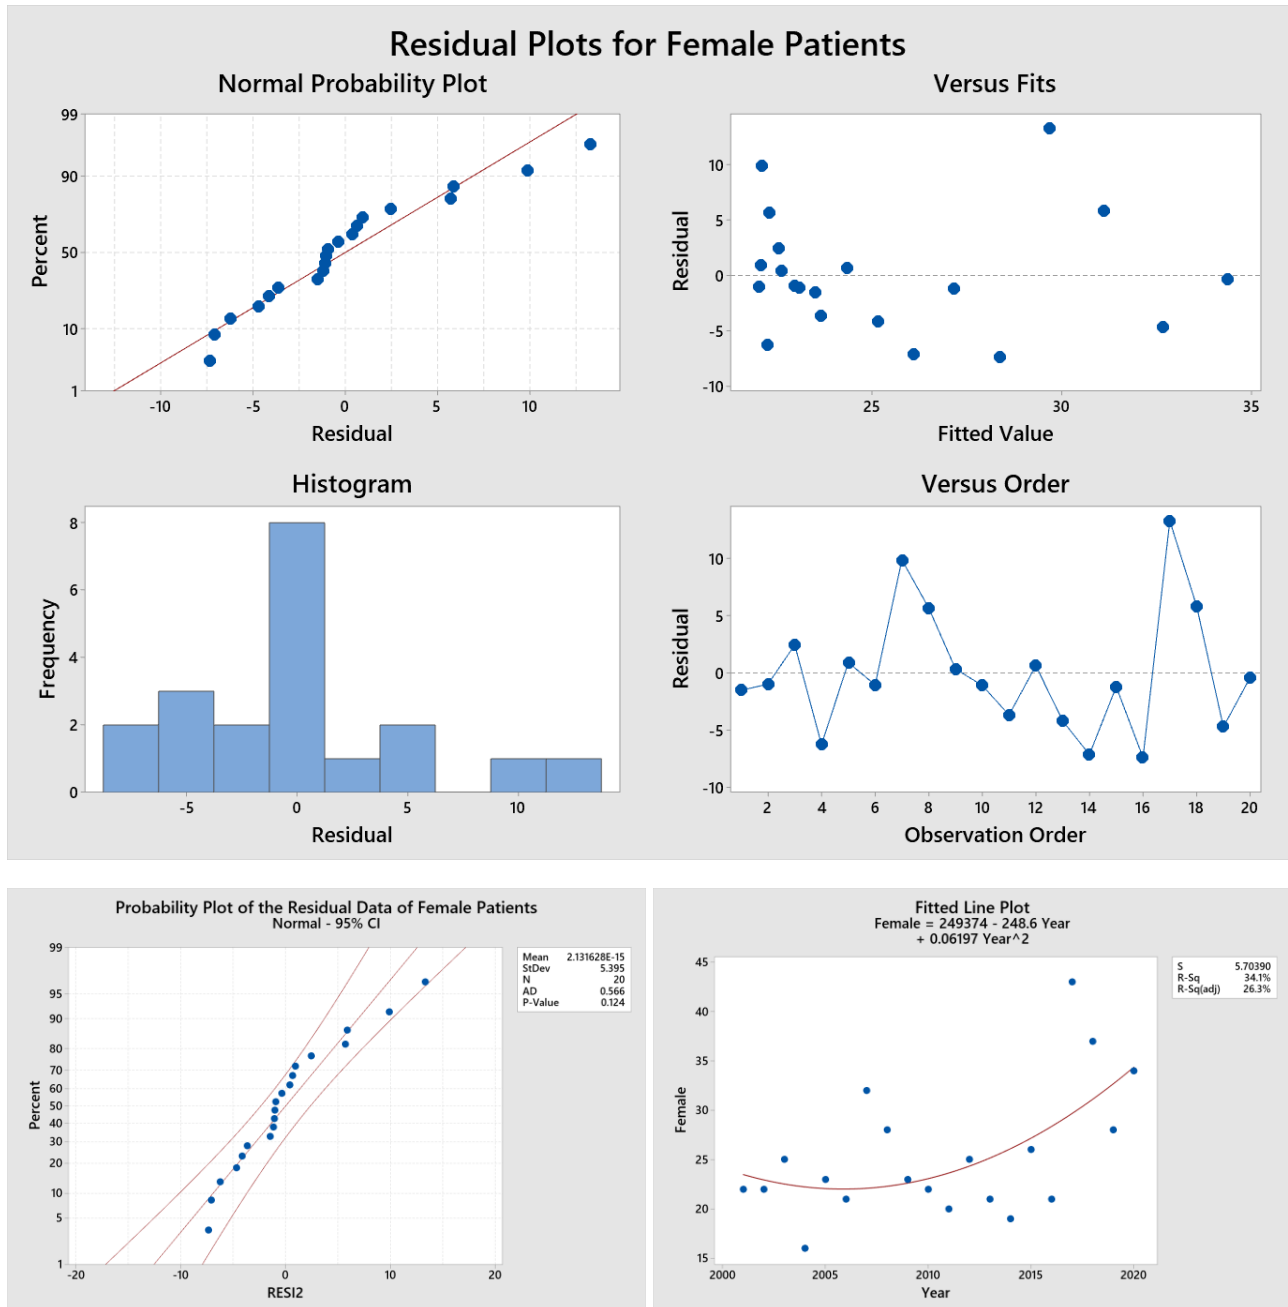 Residual Plots for Female Patients
Normal Probability Plot
99
90
50
10
1
Percent
-10 -5 0 5 10
Residual
Versus Fits
10
5
0
-5
-10
Residual
25 30 35
Fitted Value
Histogram
8
6
4
2
0
Frequency
-5 0 5 10
Residual
Versus Order
10
5
0
-5
-10
Residual
2 4 6 8 10 12 14 16 18 20
Observation Order
Probability Plot of the Residual Data of Female Patients
Normal - 95% CI
99
95
90
80
70
60
50
40
30
20
10
5
1
Percent
-20 -10 0 10 20
RESI2
Mean 2.131628E-15
StDev 5.395
N 20
AD 0.566
P-Value 0.124
Fitted Line Plot
Female = 249374 - 248.6 Year
+ 0.06197 Year^2
45
40
35
30
25
20
15
Female
2000 2005 2010 2015 2020
Year
S 5.70390
R-Sq 34.1%
R-Sq(adj) 26.3%